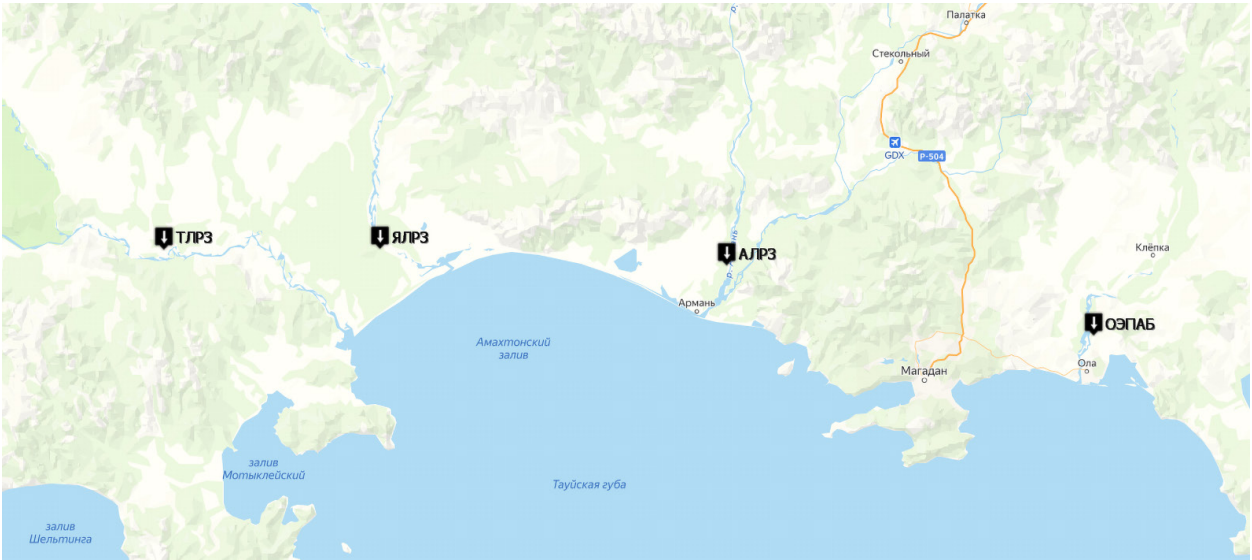 р.
Палатка
Стекольный
GDX
Р-504
ТЛРЗ
ЯЛРЗ
АЛРЗ
Клёпка
Армань
ОЭПАБ
Амахтонский
залив
Ола
Магадан
залив
Мотыклейский
Тауйская губа
залив
Шельтинга